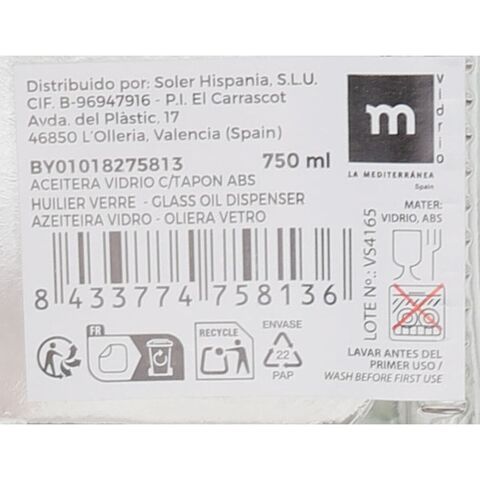 Distribuido por: Soler Hispania, S.L.U.
CIF. B-96947916 - P.I. El Carrascot
Avda. del Plàstic, 17
46850 L'Olleria, Valencia (Spain)
BY01018275813 750 ml
ACEITERA VIDRIO C/TAPON ABS
HUILIER VERRE - GLASS OIL DISPENSER
AZEITEIRA VIDRO - OLIERA VETRO
8 433774 758136
FR
RECYCLE
ENVASE
22
PAP
m
Vidrio
LA MEDITERRÁNEA
Spain
MATER:
VIDRIO, ABS
LOTE Nº.: VS4165
LAVAR ANTES DEL
PRIMER USO /
WASH BEFORE FIRST USE